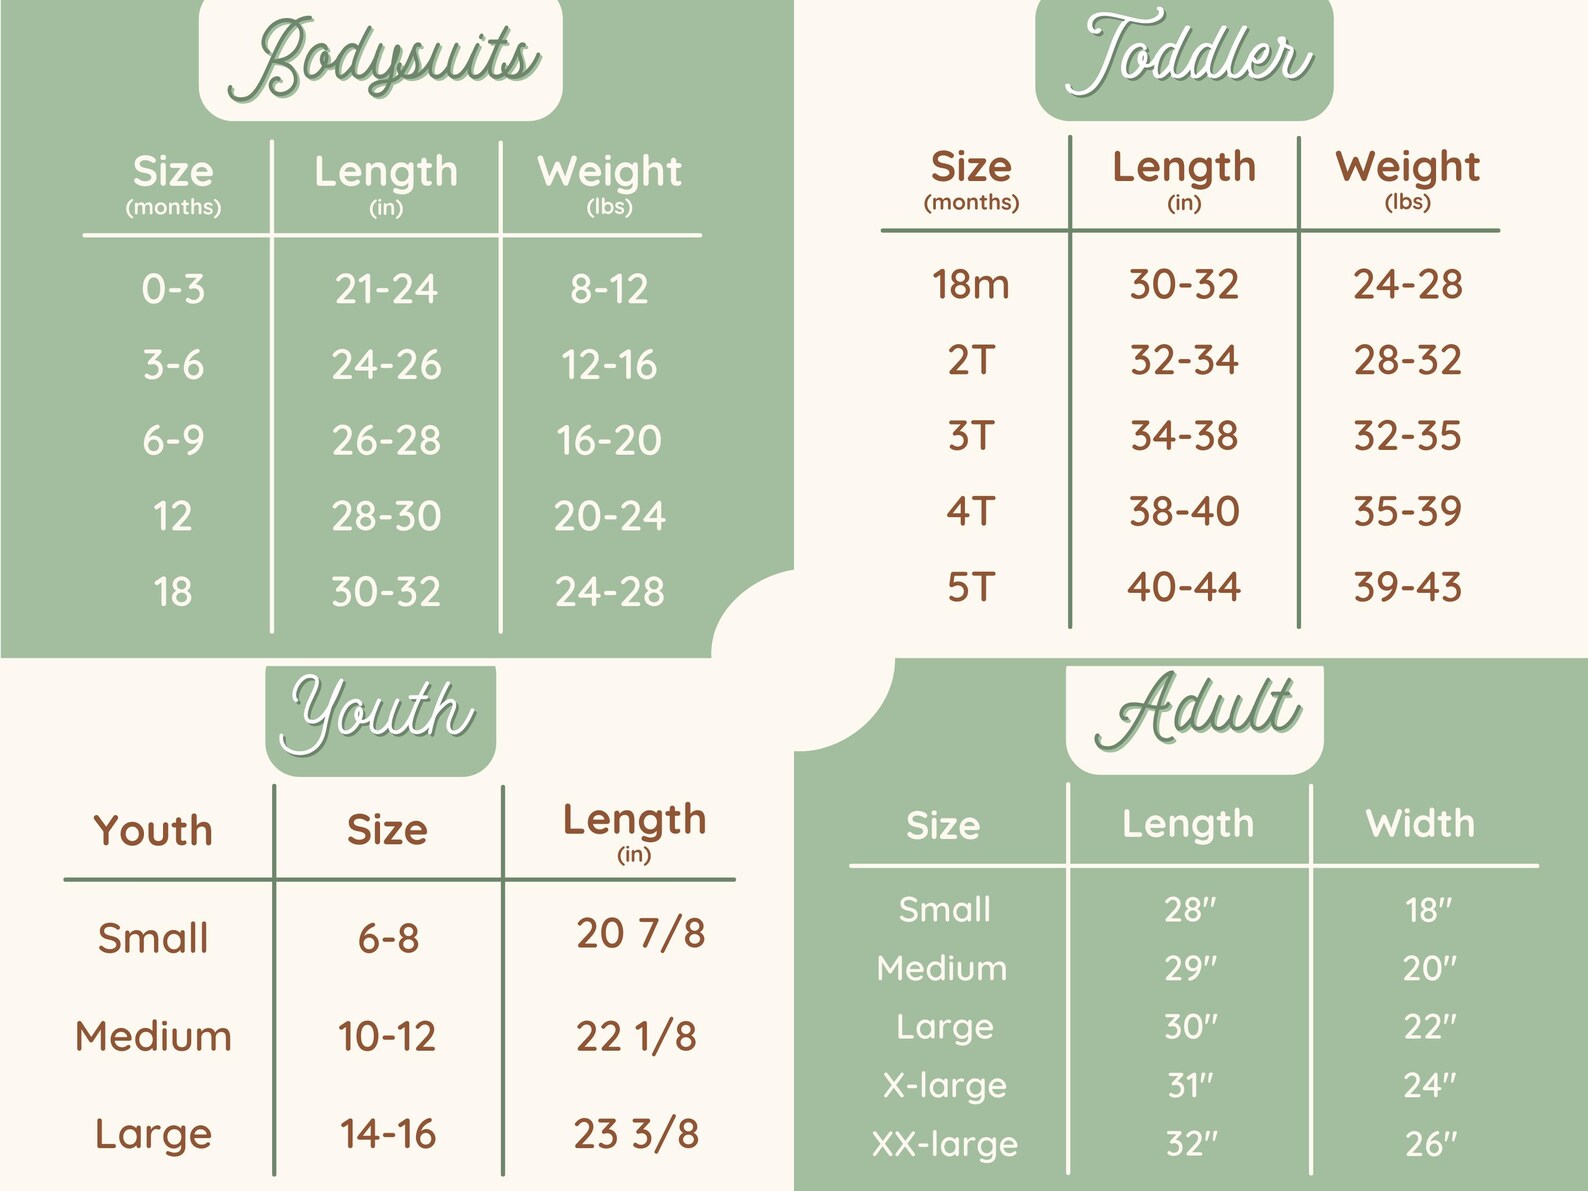 Bodysuits
Size Length Weight
(months) (in) (lbs)
0-3 21-24 8-12
3-6 24-26 12-16
6-9 26-28 16-20
12 28-30 20-24
18 30-32 24-28
Toddler
Size Length Weight
(months) (in) (lbs)
18m 30-32 24-28
2T 32-34 28-32
3T 34-38 32-35
4T 38-40 35-39
5T 40-44 39-43
Youth
Youth Size Length
(in)
Small 6-8 20 7/8
Medium 10-12 22 1/8
Large 14-16 23 3/8
Adult
Size Length Width
Small 28" 18"
Medium 29" 20"
Large 30" 22"
X-large 31" 24"
XX-large 32" 26"